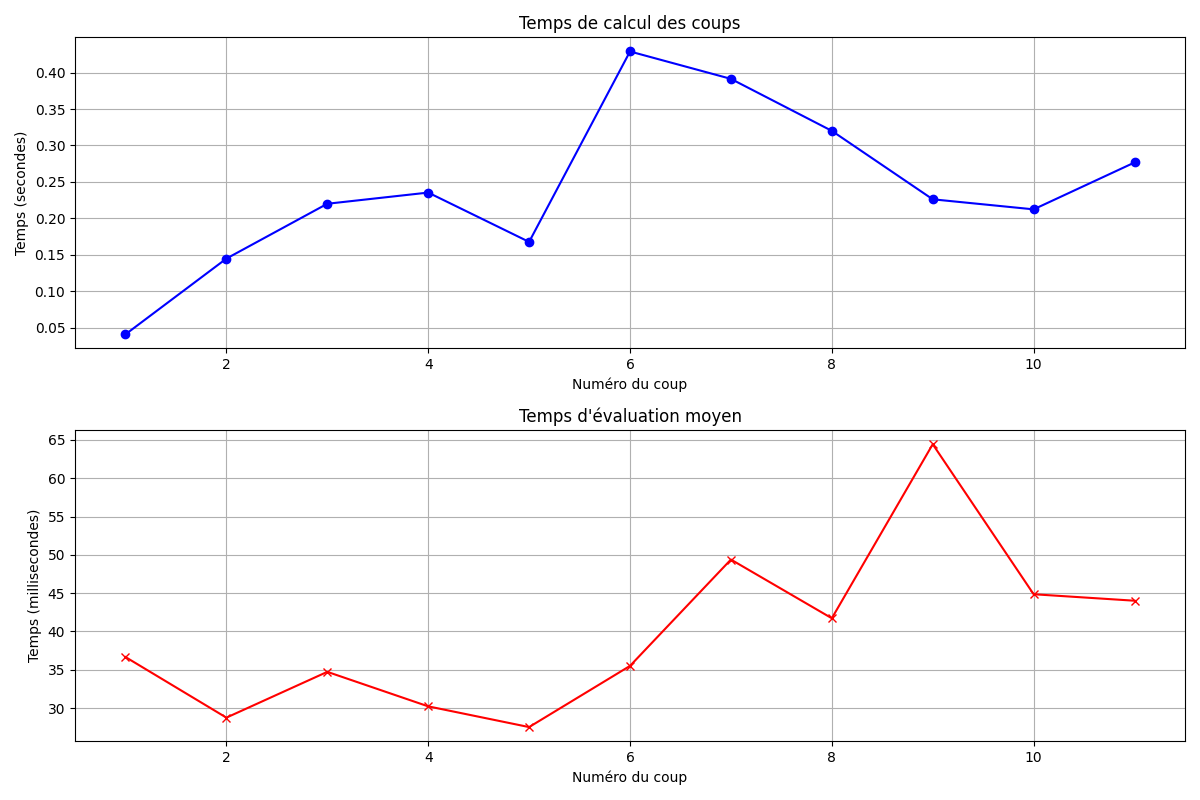 Temps de calcul des coups
Temps (secondes)
0.40
0.35
0.30
0.25
0.20
0.15
0.10
0.05
2 4 6 8 10
Numéro du coup
Temps d'évaluation moyen
Temps (millisecondes)
65
60
55
50
45
40
35
30
2 4 6 8 10
Numéro du coup